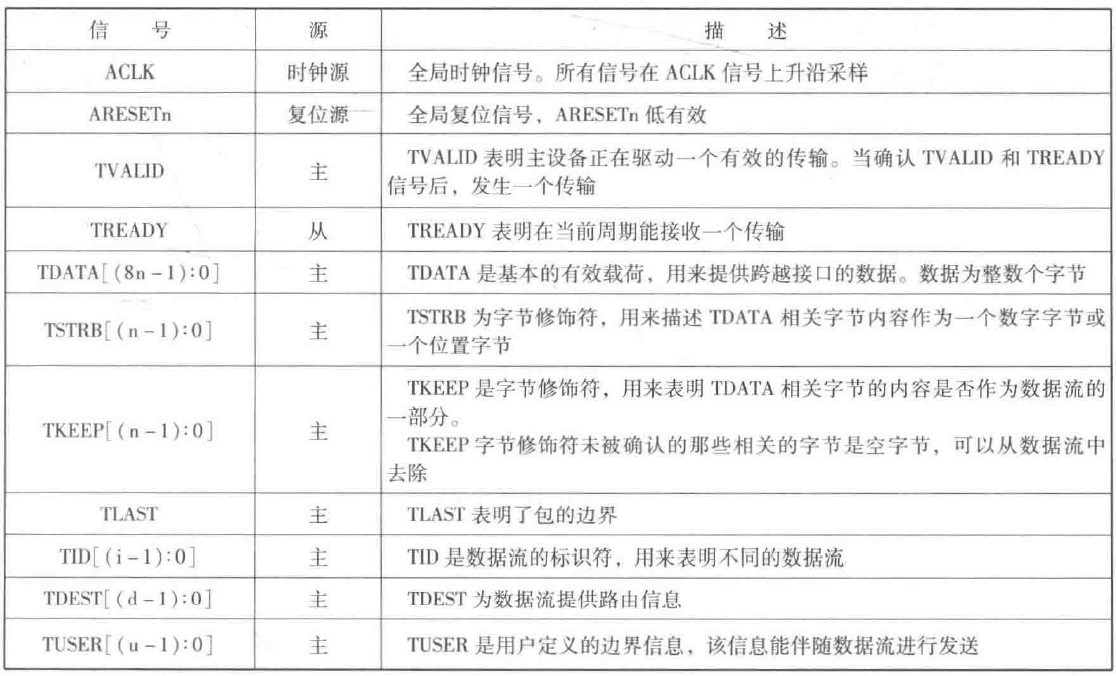 信 号 源 描 述
ACLK 时钟源 全局时钟信号。所有信号在 ACLK 信号上升沿采样
ARESETn 复位源 全局复位信号，ARESETn 低有效
TVALID 主 TVALID 表明主设备正在驱动一个有效的传输。当确认 TVALID 和 TREADY
信号后，发生一个传输
TREADY 从 TREADY 表明在当前周期能接收一个传输
TDATA[(8n-1):0] 主 TDATA 是基本的有效载荷，用来提供跨越接口的数据。数据为整数个字节
TSTRB[(n-1):0] 主 TSTRB 为字节修饰符，用来描述 TDATA 相关字节内容作为一个数字字节或
一个位置字节
TKEEP[(n-1):0] 主 TKEEP 是字节修饰符，用来表明 TDATA 相关字节的内容是否作为数据流的
一部分。
TKEEP 字节修饰符未被确认的那些相关的字节是空字节，可以从数据流中
去除
TLAST 主 TLAST 表明了包的边界
TID[(i-1):0] 主 TID 是数据流的标识符，用来表明不同的数据流
TDEST[(d-1):0] 主 TDEST 为数据流提供路由信息
TUSER[(u-1):0] 主 TUSER 是用户定义的边界信息，该信息能伴随数据流进行发送